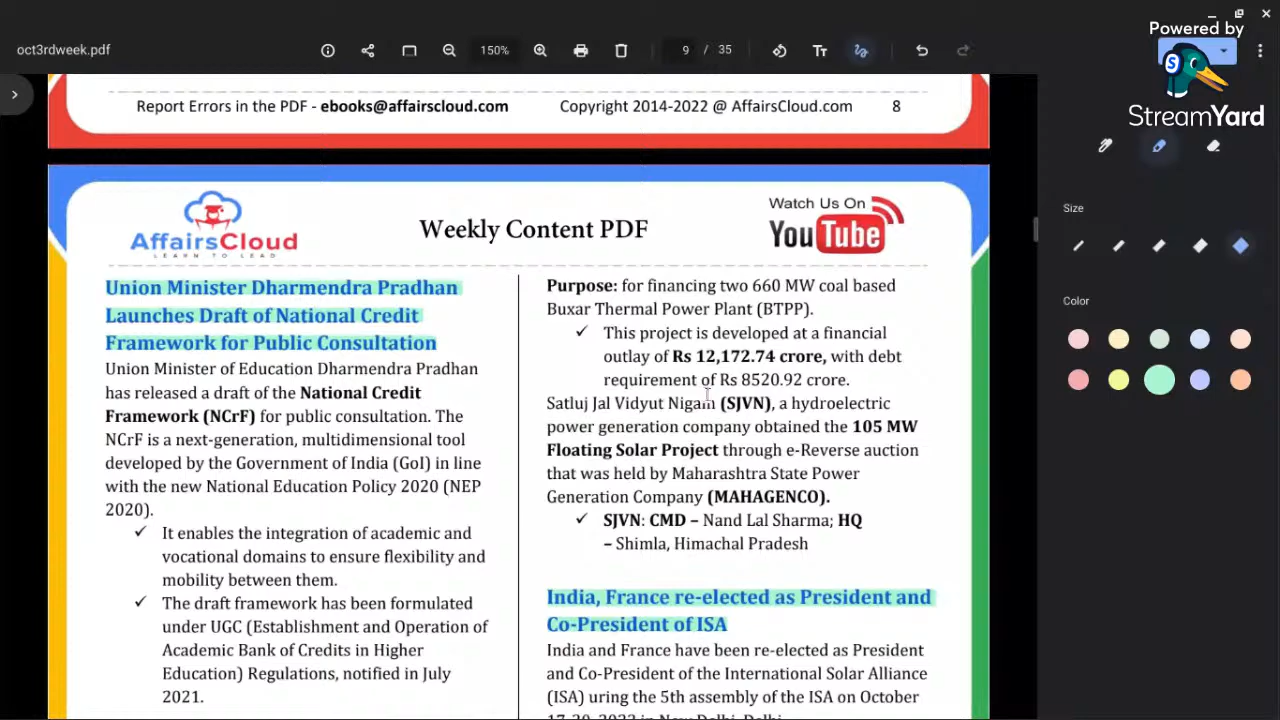 oct3rdweek.pdf
150%
9 / 35
Powered by
StreamYard
Report Errors in the PDF - ebooks@affairscloud.com Copyright 2014-2022 @ AffairsCloud.com 8
AffairsCloud
LEARN TO LEAD
Weekly Content PDF
Watch Us On
YouTube
Union Minister Dharmendra Pradhan
Launches Draft of National Credit
Framework for Public Consultation
Union Minister of Education Dharmendra Pradhan
has released a draft of the National Credit
Framework (NCrF) for public consultation. The
NCrF is a next-generation, multidimensional tool
developed by the Government of India (GoI) in line
with the new National Education Policy 2020 (NEP
2020).
✓ It enables the integration of academic and
vocational domains to ensure flexibility and
mobility between them.
✓ The draft framework has been formulated
under UGC (Establishment and Operation of
Academic Bank of Credits in Higher
Education) Regulations, notified in July
2021.
Purpose: for financing two 660 MW coal based
Buxar Thermal Power Plant (BTPP).
✓ This project is developed at a financial
outlay of Rs 12,172.74 crore, with debt
requirement of Rs 8520.92 crore.
Satluj Jal Vidyut Nigam (SJVN), a hydroelectric
power generation company obtained the 105 MW
Floating Solar Project through e-Reverse auction
that was held by Maharashtra State Power
Generation Company (MAHAGENCO).
✓ SJVN: CMD – Nand Lal Sharma; HQ
– Shimla, Himachal Pradesh
India, France re-elected as President and
Co-President of ISA
India and France have been re-elected as President
and Co-President of the International Solar Alliance
(ISA) uring the 5th assembly of the ISA on October
17-20, 2022 in New Delhi, Delhi.
Size
Color